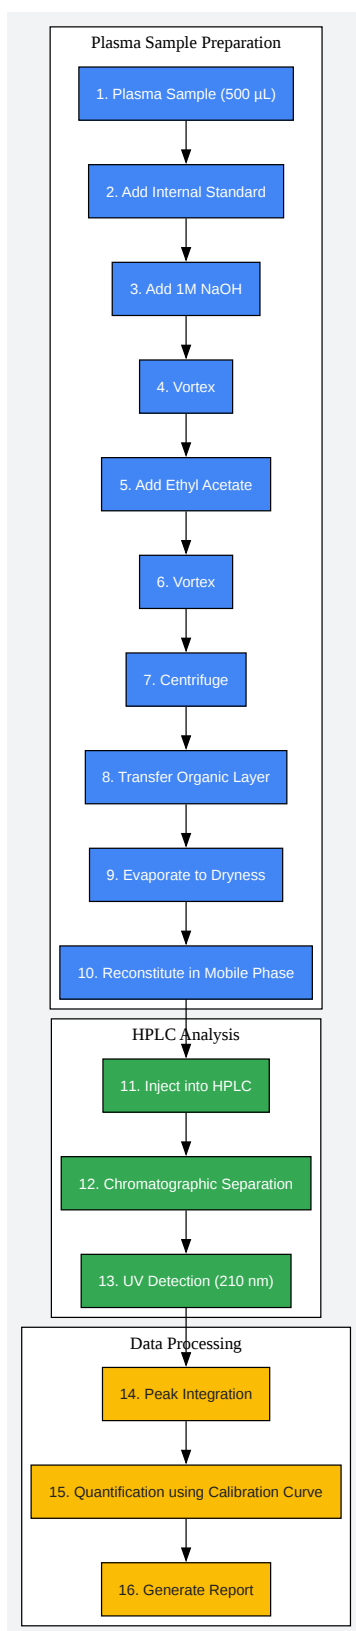 Plasma Sample Preparation
1. Plasma Sample (500 µL)
2. Add Internal Standard
3. Add 1M NaOH
4. Vortex
5. Add Ethyl Acetate
6. Vortex
7. Centrifuge
8. Transfer Organic Layer
9. Evaporate to Dryness
10. Reconstitute in Mobile Phase
HPLC Analysis
11. Inject into HPLC
12. Chromatographic Separation
13. UV Detection (210 nm)
Data Processing
14. Peak Integration
15. Quantification using Calibration Curve
16. Generate Report